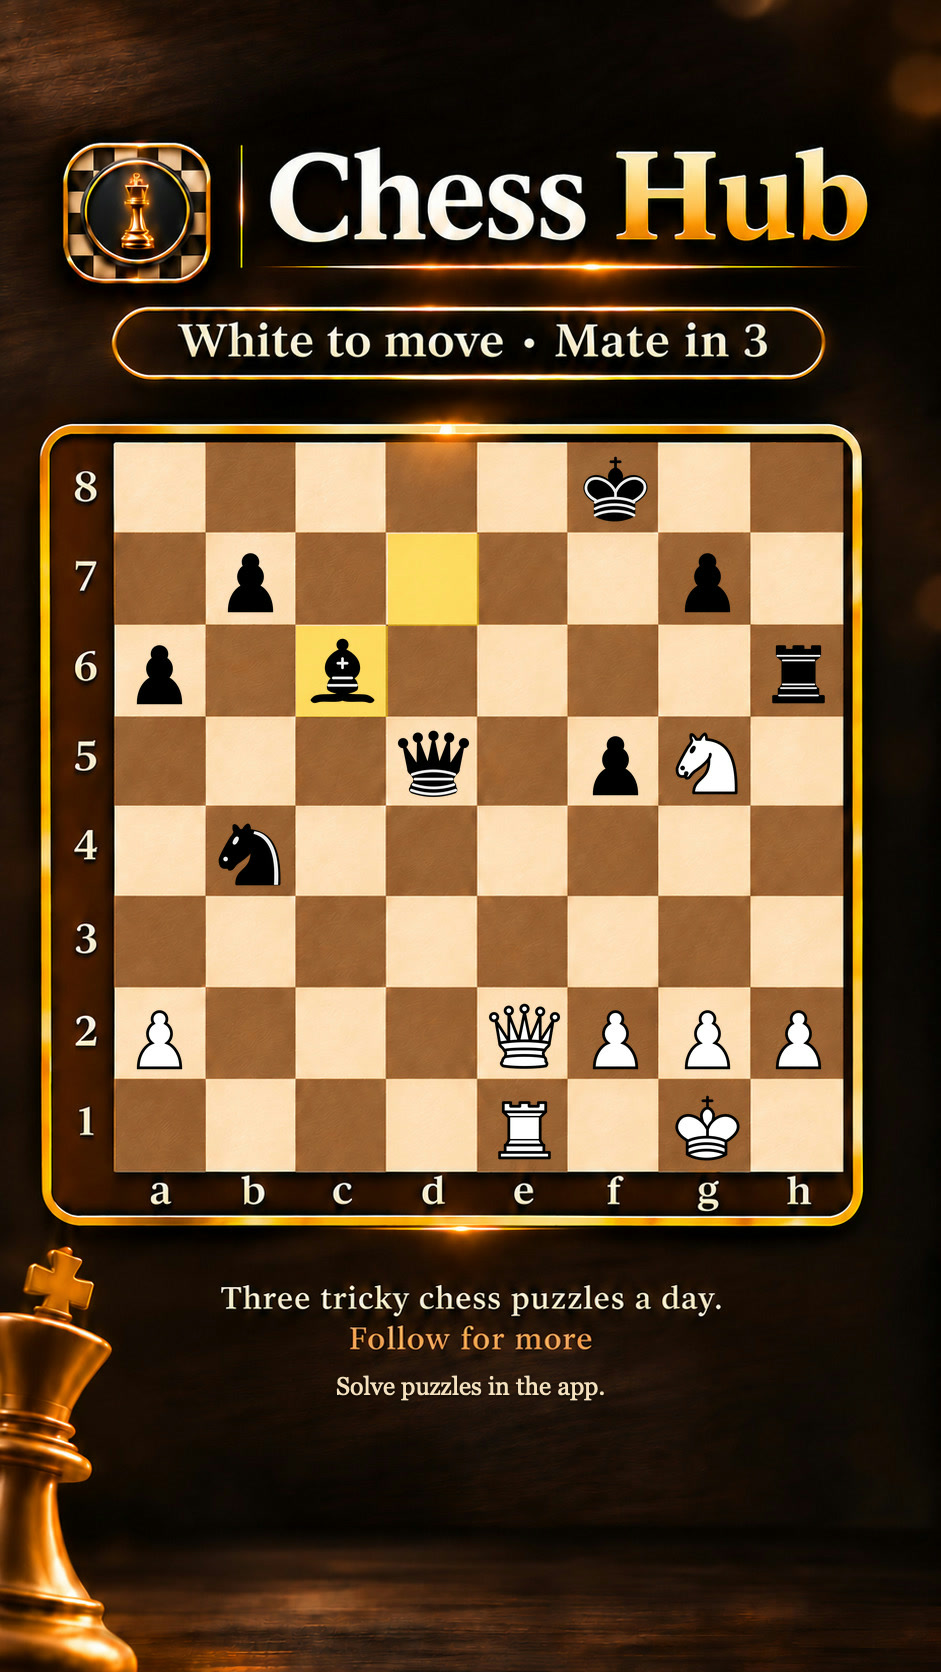 Chess Hub
White to move • Mate in 3
8
7
6
5
4
3
2
1
a b c d e f g h
Three tricky chess puzzles a day.
Follow for more
Solve puzzles in the app.